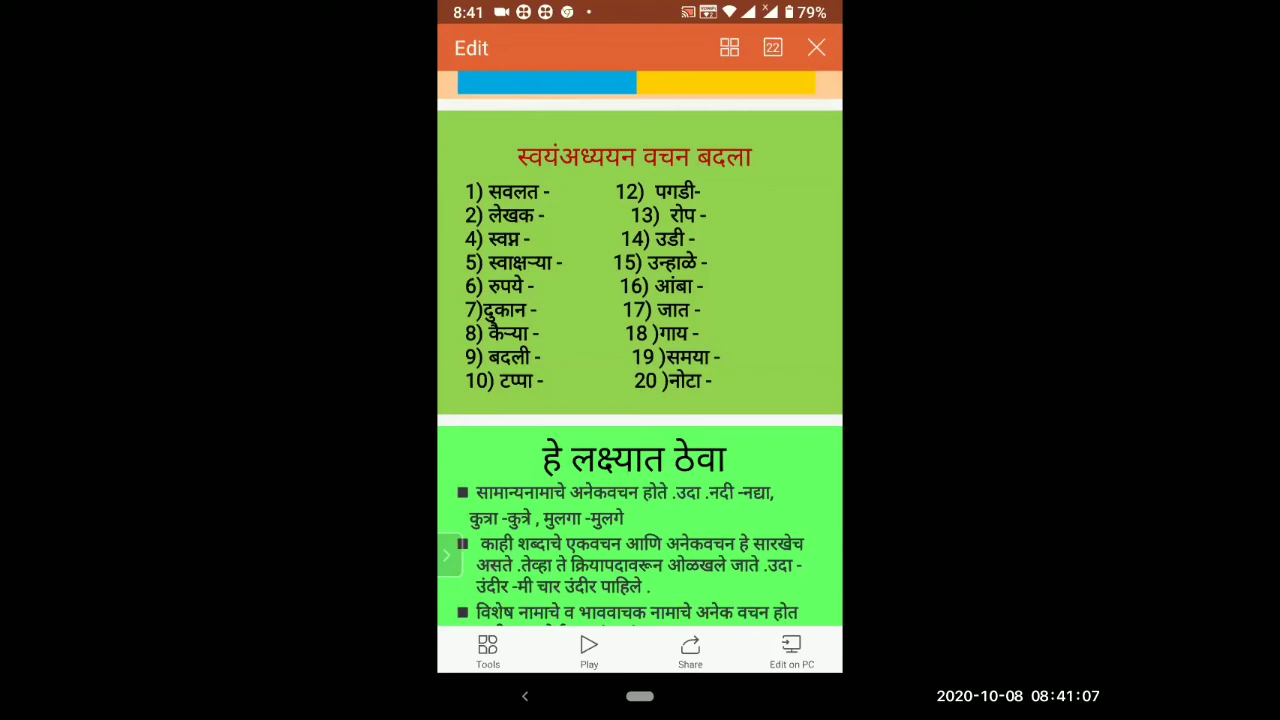 8:41 79%
Edit 22
स्वयंअध्ययन वचन बदला
1) सवलत - 12) पगडी-
2) लेखक - 13) रोप -
4) स्वप्न - 14) उडी -
5) स्वाक्षऱ्या - 15) उन्हाळे -
6) रुपये - 16) आंबा -
7)दुकान - 17) जात -
8) कैऱ्या - 18 )गाय -
9) बदली - 19 )समया -
10) टप्पा - 20 )नोटा -
हे लक्ष्यात ठेवा
सामान्यनामाचे अनेकवचन होते .उदा .नदी -नद्या,
कुत्रा -कुत्रे , मुलगा -मुलगे
काही शब्दाचे एकवचन आणि अनेकवचन हे सारखेच
असते .तेव्हा ते क्रियापदावरून ओळखले जाते .उदा -
उंदीर -मी चार उंदीर पाहिले .
विशेष नामाचे व भाववाचक नामाचे अनेक वचन होत
Tools Play Share Edit on PC
2020-10-08 08:41:07